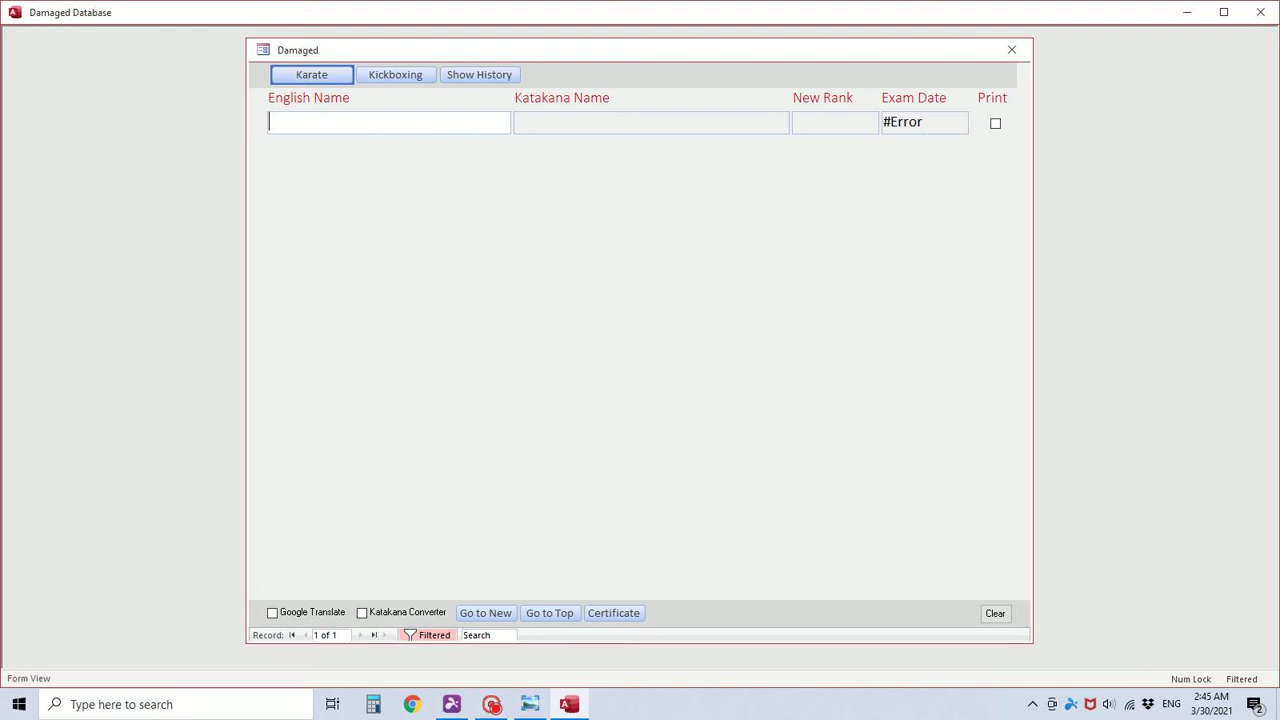 Damaged Database
Damaged
Karate Kickboxing Show History
English Name Katakana Name New Rank Exam Date Print
#Error
Google Translate Katakana Converter Go to New Go to Top Certificate Clear
Record: 1 of 1 Filtered Search
Form View Num Lock Filtered
Type here to search ENG 2:45 AM
3/30/2021 2